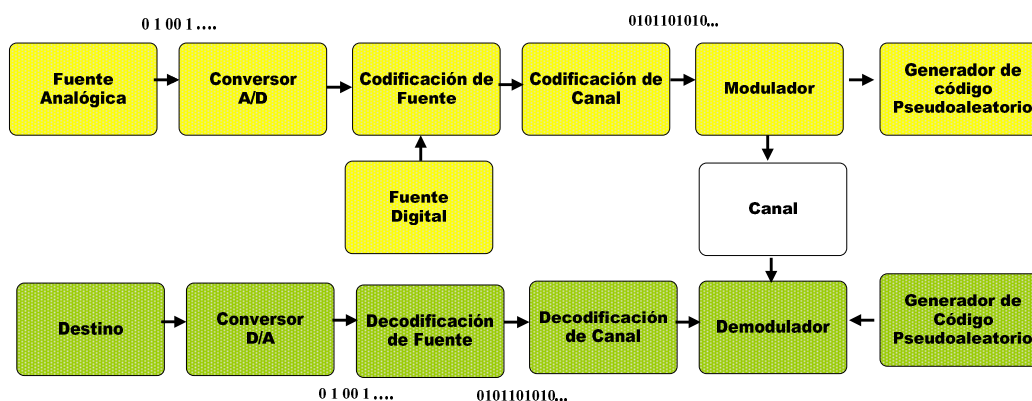 0 1 00 1 ....
0101101010...
Fuente
Analógica
Conversor
A/D
Codificación de
Fuente
Codificación de
Canal
Modulador
Generador de
código
Pseudoaleatorio
Fuente
Digital
Canal
Destino
Conversor
D/A
Decodificación
de Fuente
Decodificación
de Canal
Demodulador
Generador de
Código
Pseudoaleatorio
0 1 00 1 ....
0101101010...